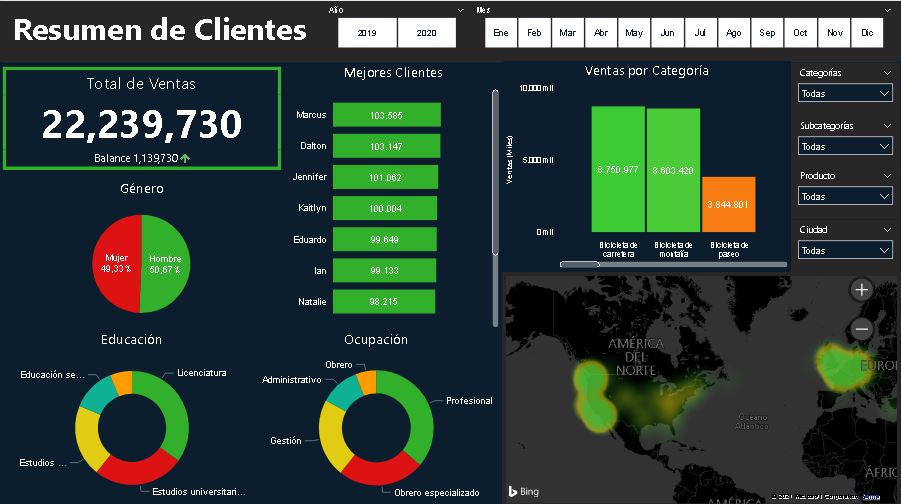 Resumen de Clientes
Año
2019
2020
Mes
Ene
Feb
Mar
Abr
May
Jun
Jul
Ago
Sep
Oct
Nov
Dic
Total de Ventas
22,239,730
Balance 1,139,730
Género
Mujer
49,33 %
Hombre
50,67 %
Mejores Clientes
Marcus
103.585
Dalton
103.147
Jennifer
101.062
Kaitlyn
100.004
Eduardo
99.649
Ian
99.133
Natalie
98.215
Ventas por Categoría
Ventas (Miles)
10,000 mil
5,000 mil
0 mil
8.750.977
8.603.420
3.844.801
Bicicleta de
carretera
Bicicleta de
montaña
Bicicleta de
paseo
Categorías
Todas
Subcategorías
Todas
Producto
Todas
Ciudad
Todas
Educación
Educación se...
Licenciatura
Estudios ...
Estudios universitari...
Ocupación
Obrero
Administrativo
Profesional
Gestión
Obrero especializado
AMÉRICA
DEL
NORTE
EURO
Océano
Atlántico
ÁFRIC
Bing